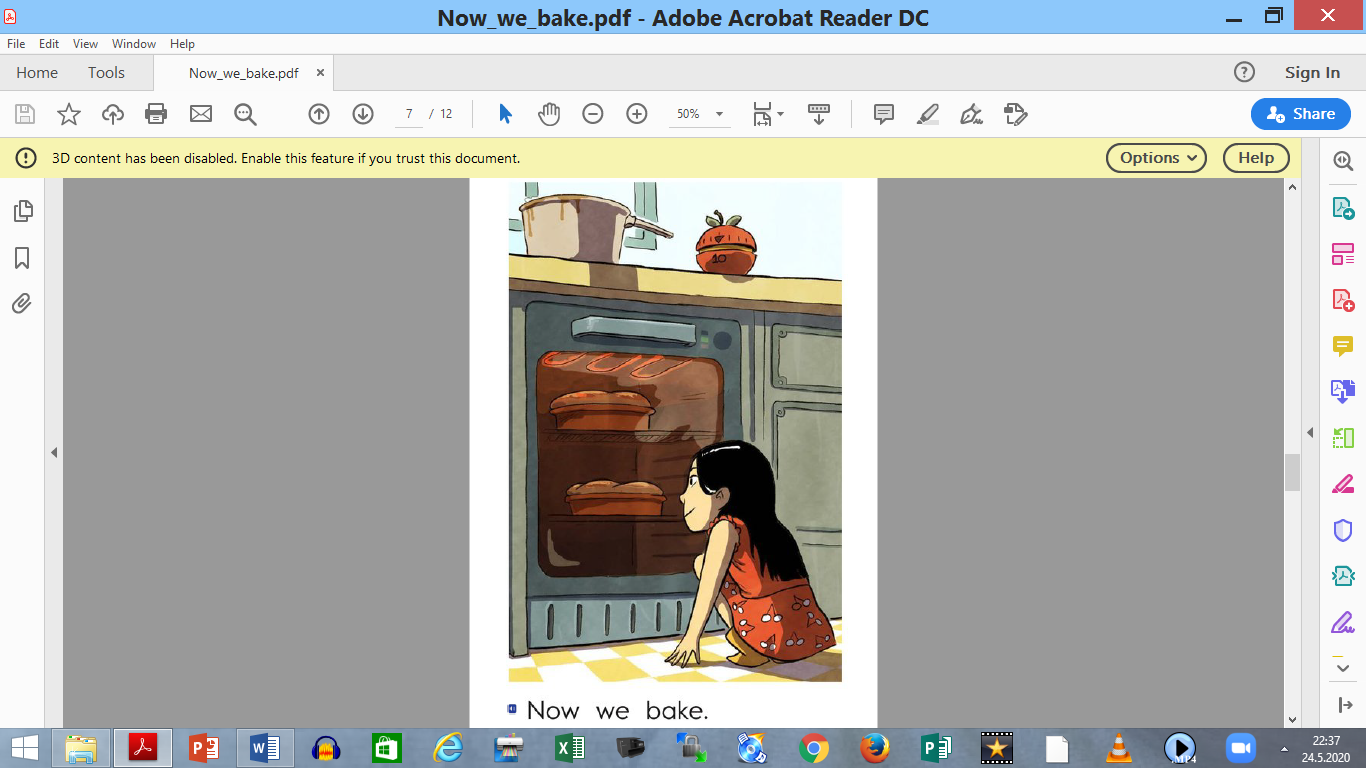 Now_we_bake.pdf - Adobe Acrobat Reader DC
File Edit View Window Help
Home Tools Now_we_bake.pdf × ? Sign In
7 / 12 50% Share
3D content has been disabled. Enable this feature if you trust this document. Options Help
10
Now we bake.
22:37
MP4 24.5.2020